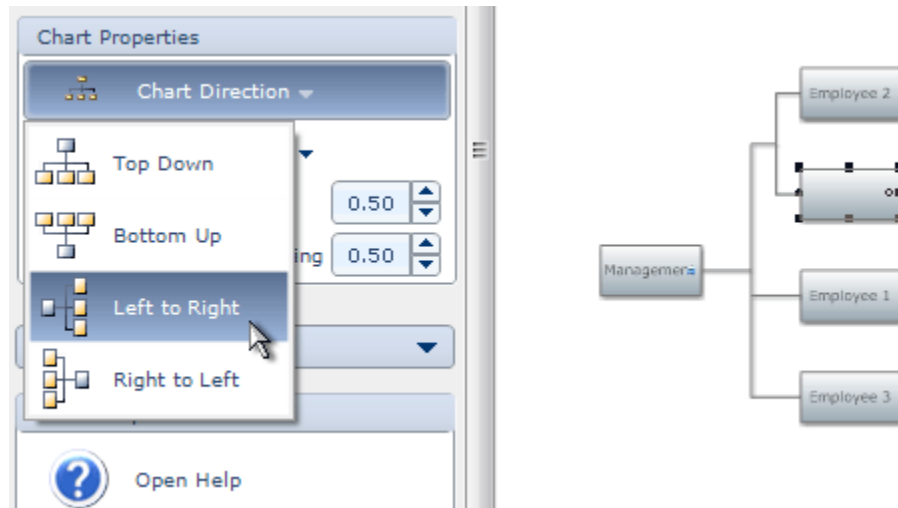 Chart Properties
Chart Direction
Top Down
Bottom Up
Left to Right
Right to Left
0.50
ing 0.50
Open Help
Employee 2
Management
Employee 1
Employee 3